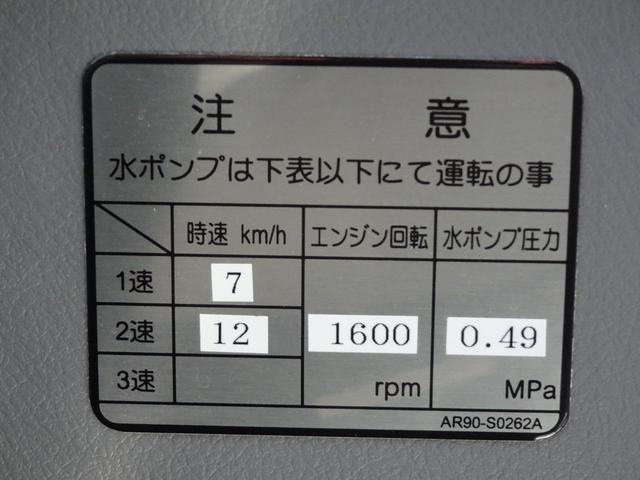 注意
水ポンプは下表以下にて運転の事
時速 km/h エンジン回転 水ポンプ圧力
1速 7
2速 12 1600 0.49
3速 rpm MPa
AR90-S0262A